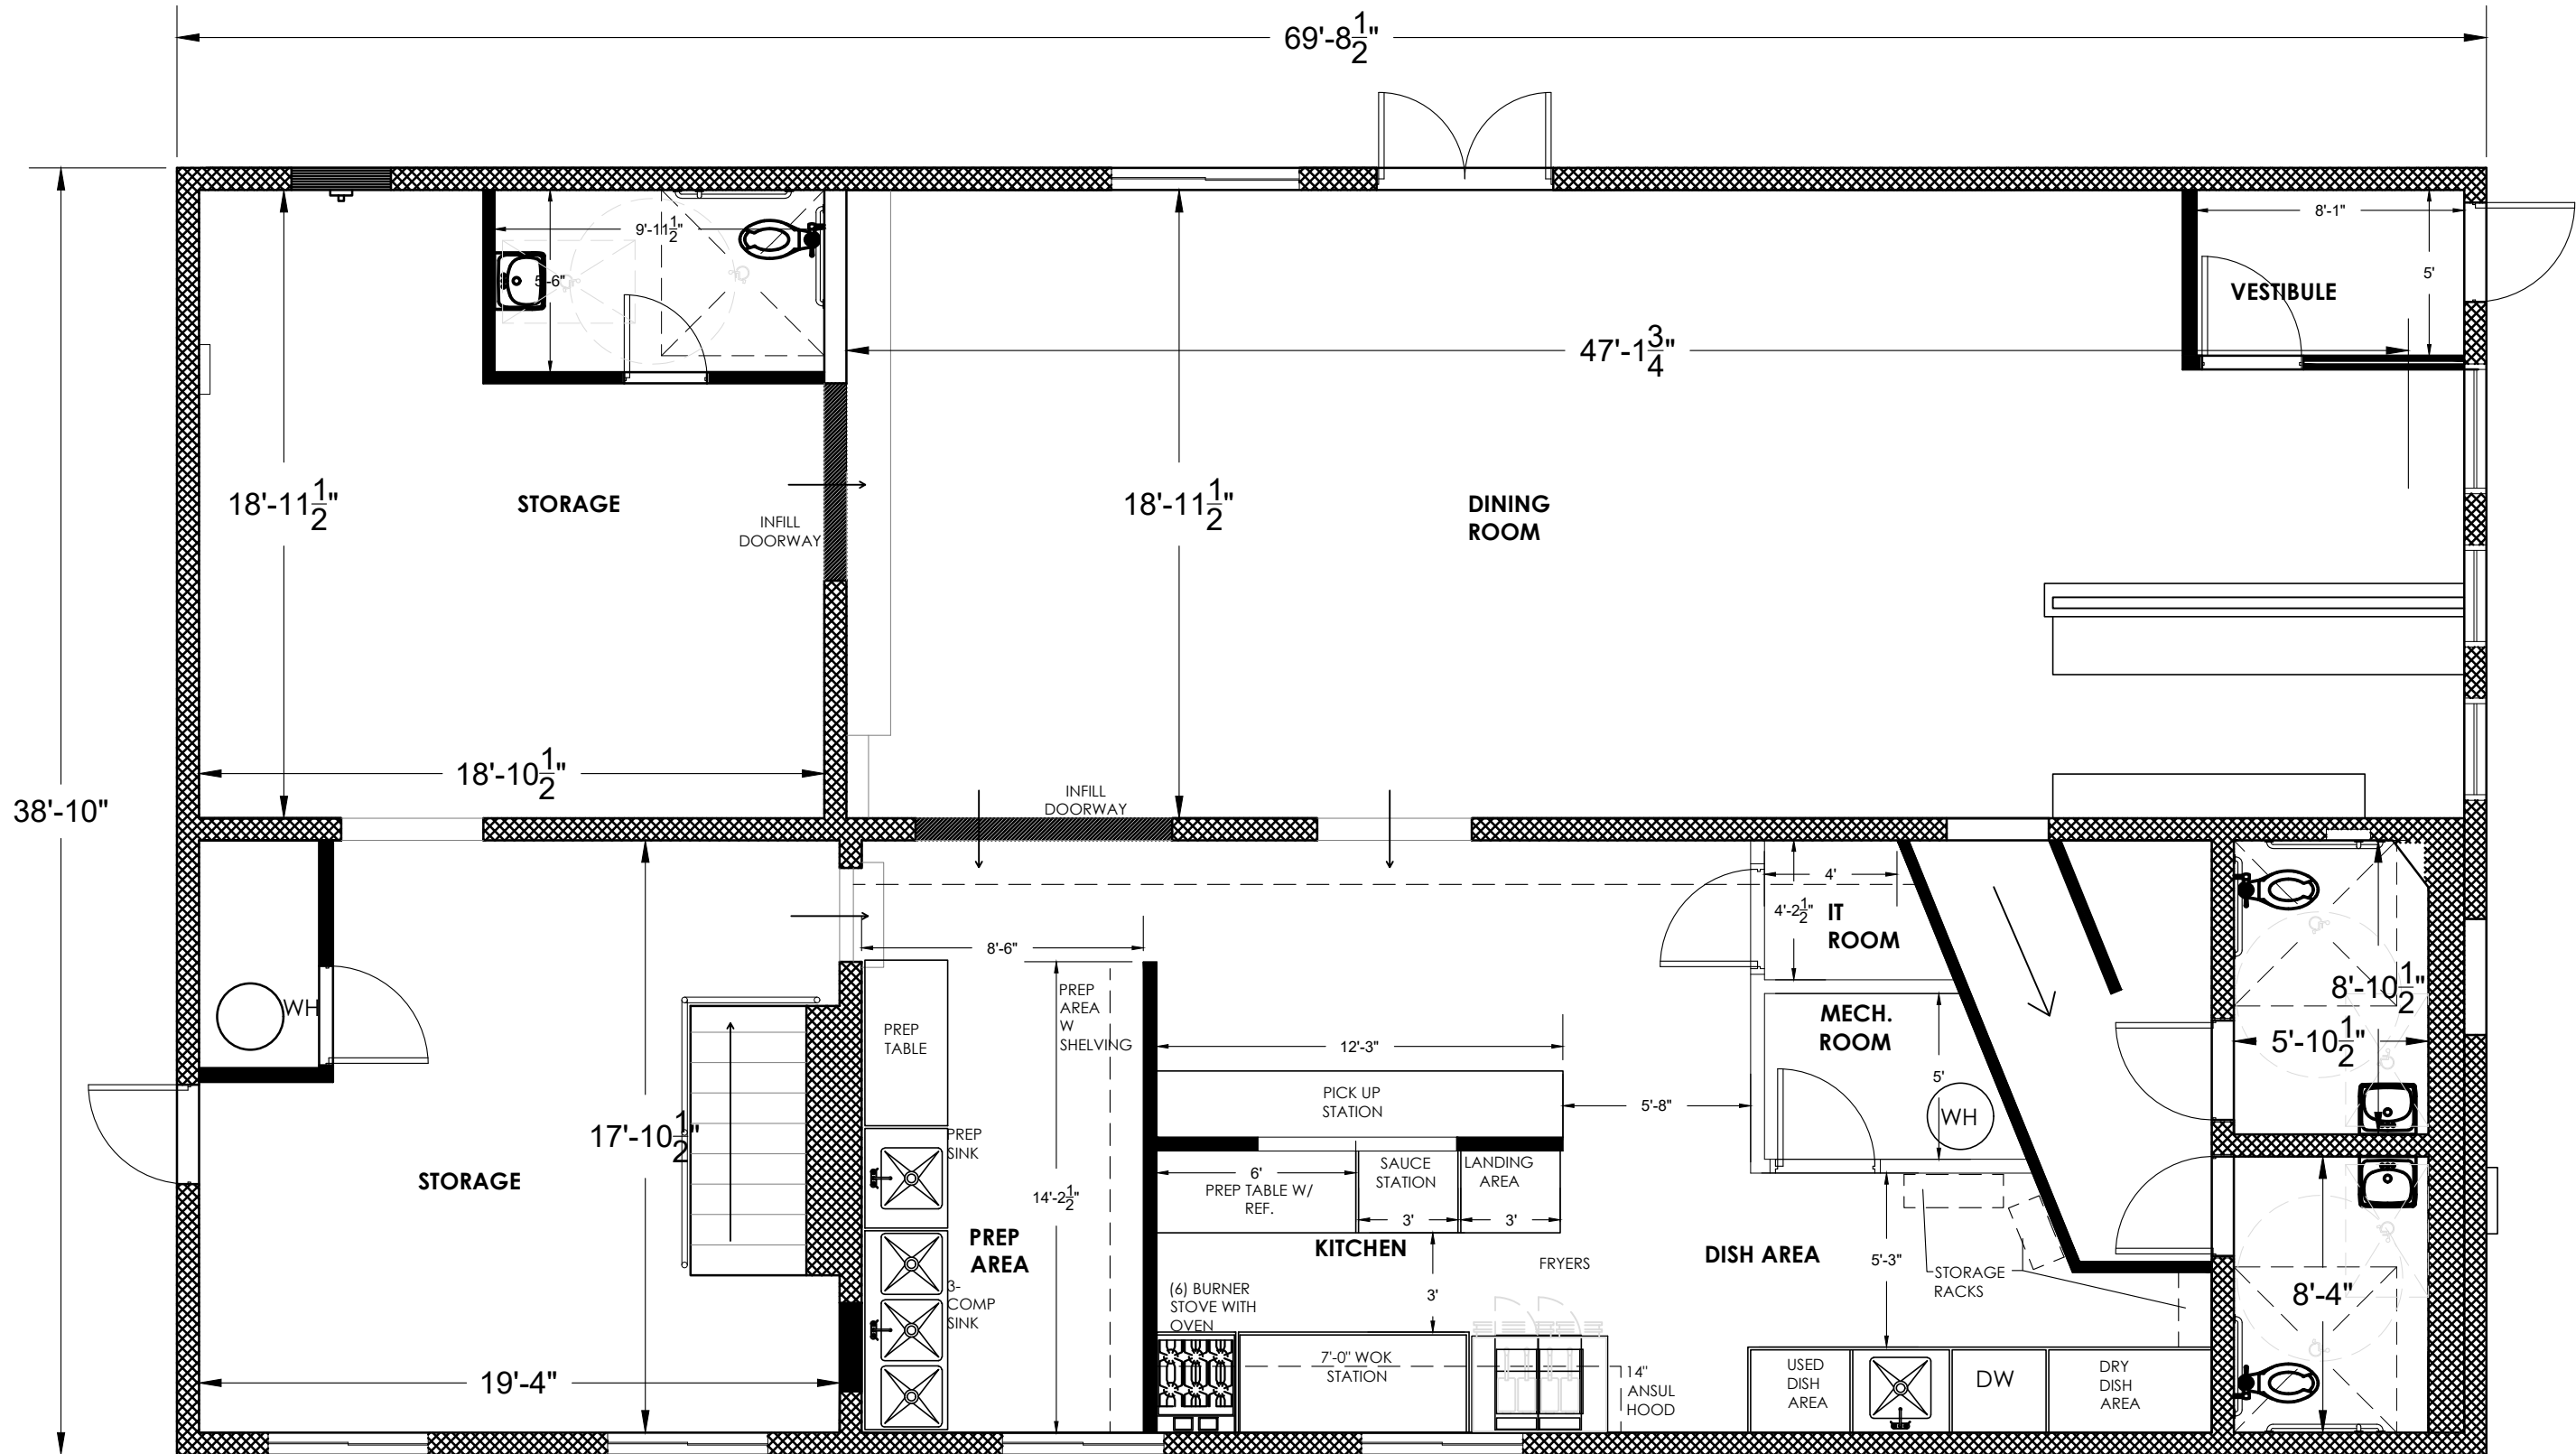 69'-8 1/2"
8'-1"
9'-11 1/2"
5'-6"
5'
VESTIBULE
47'-1 3/4"
18'-11 1/2"
STORAGE
INFILL
DOORWAY
18'-11 1/2"
DINING
ROOM
18'-10 1/2"
38'-10"
INFILL
DOORWAY
4'
4'-2 1/2"
IT
ROOM
8'-6"
PREP
AREA
W
SHELVING
WH
PREP
TABLE
MECH.
ROOM
8'-10 1/2"
5'-10 1/2"
12'-3"
5'
PICK UP
STATION
5'-8"
WH
17'-10 1/2"
PREP
SINK
STORAGE
14'-2 1/2"
6'
PREP TABLE W/
REF.
SAUCE
STATION
3'
LANDING
AREA
3'
PREP
AREA
KITCHEN
DISH AREA
5'-3"
FRYERS
STORAGE
RACKS
3-
COMP
SINK
(6) BURNER
STOVE WITH
OVEN
3'
8'-4"
19'-4"
7'-0" WOK
STATION
14"
ANSUL
HOOD
USED
DISH
AREA
DW
DRY
DISH
AREA